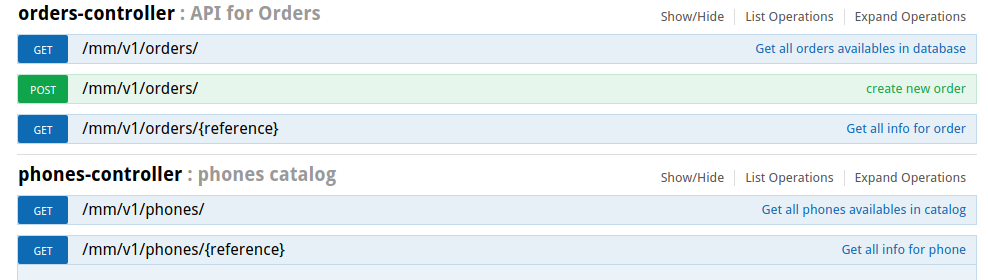 orders-controller : API for Orders Show/Hide List Operations Expand Operations
GET /mm/v1/orders/ Get all orders availables in database
POST /mm/v1/orders/ create new order
GET /mm/v1/orders/{reference} Get all info for order
phones-controller : phones catalog Show/Hide List Operations Expand Operations
GET /mm/v1/phones/ Get all phones availables in catalog
GET /mm/v1/phones/{reference} Get all info for phone